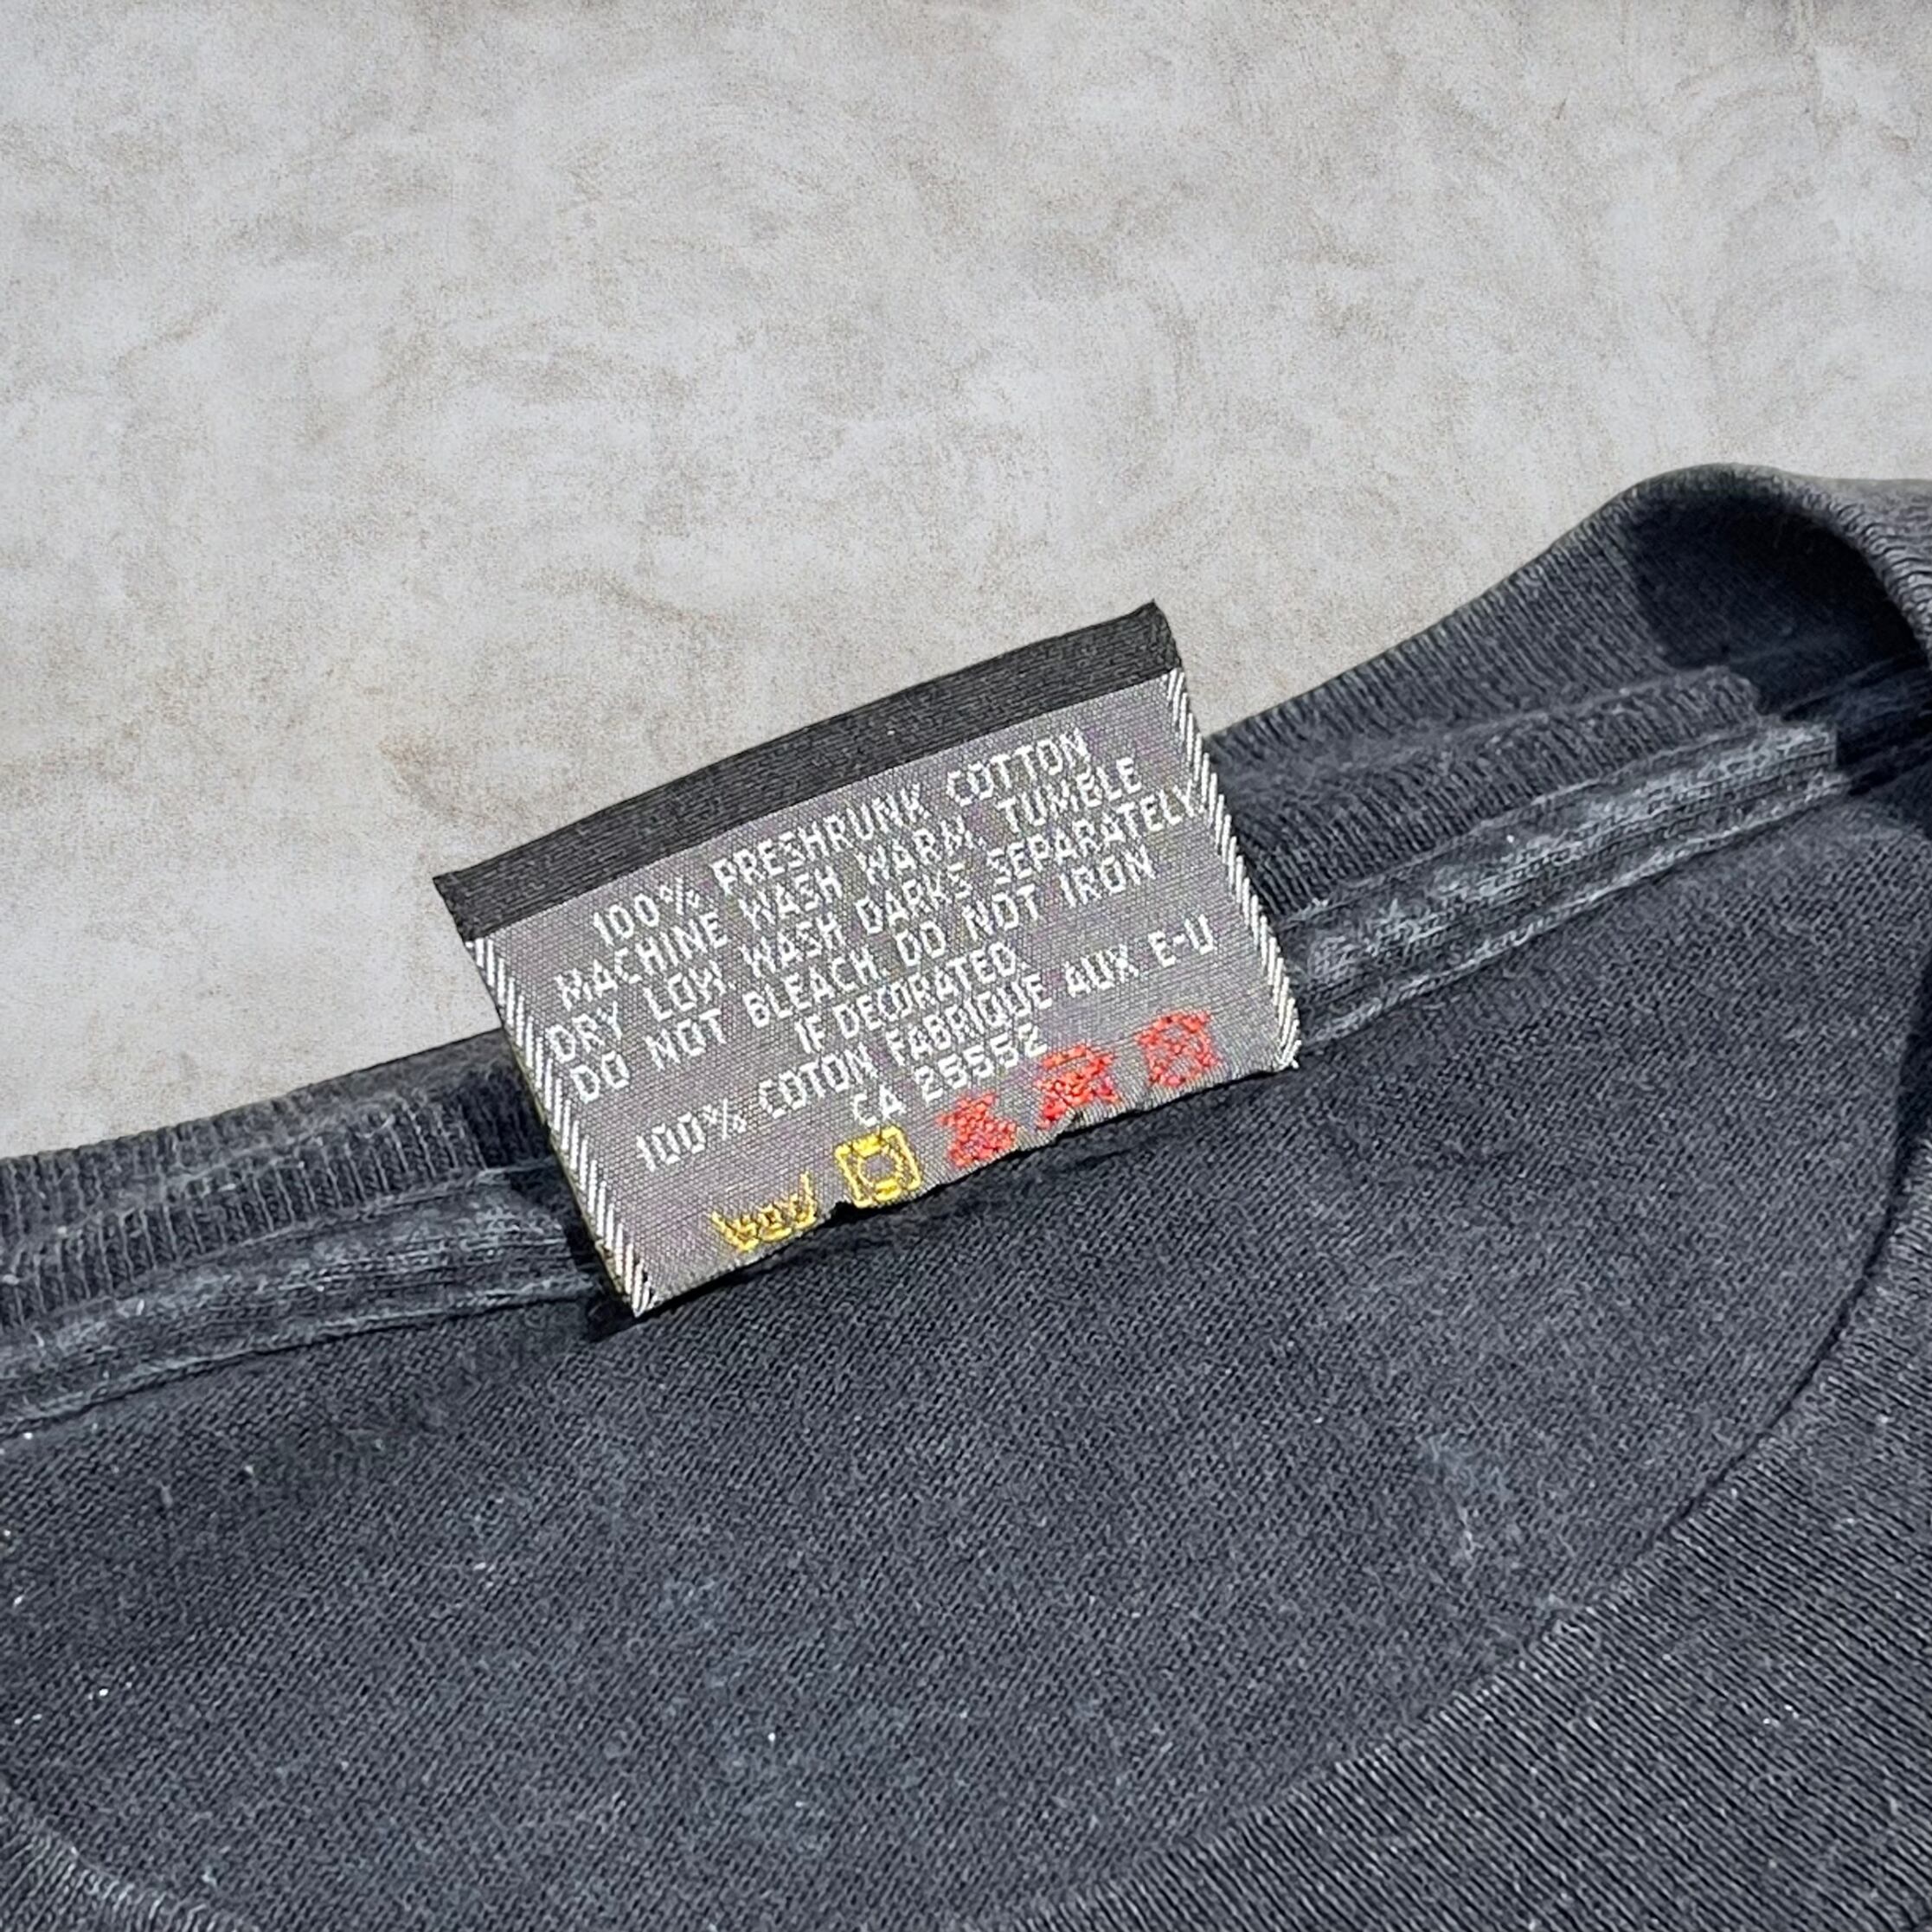 100% PRESHRUNK COTTON
MACHINE WASH WARM TUMBLE
DRY LOW WASH DARKS SEPARATELY
DO NOT BLEACH DO NOT IRON
IF DECORATED.
100% COTON FABRIQUE AUX E-U
CA 25552